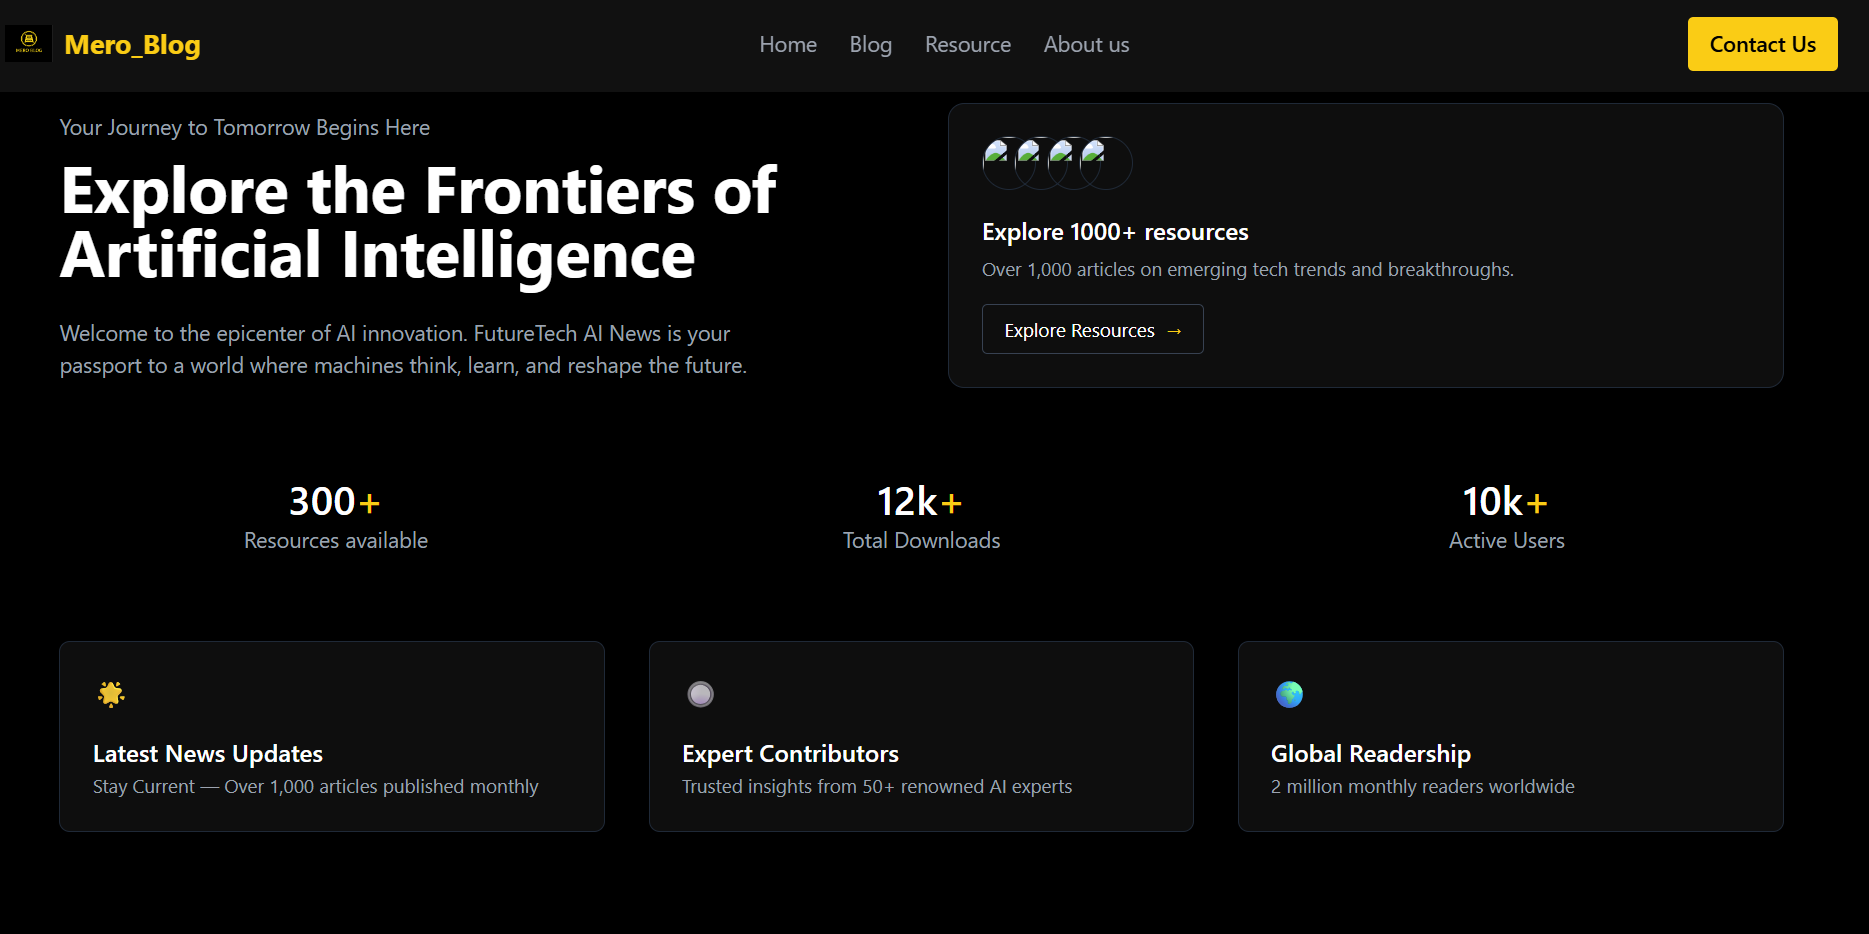 MERO BLOG
Mero_Blog
Home
Blog
Resource
About us
Contact Us
Your Journey to Tomorrow Begins Here
Explore the Frontiers of
Artificial Intelligence
Welcome to the epicenter of AI innovation. FutureTech AI News is your
passport to a world where machines think, learn, and reshape the future.
Explore 1000+ resources
Over 1,000 articles on emerging tech trends and breakthroughs.
Explore Resources →
300+
Resources available
12k+
Total Downloads
10k+
Active Users
Latest News Updates
Stay Current — Over 1,000 articles published monthly
Expert Contributors
Trusted insights from 50+ renowned AI experts
Global Readership
2 million monthly readers worldwide